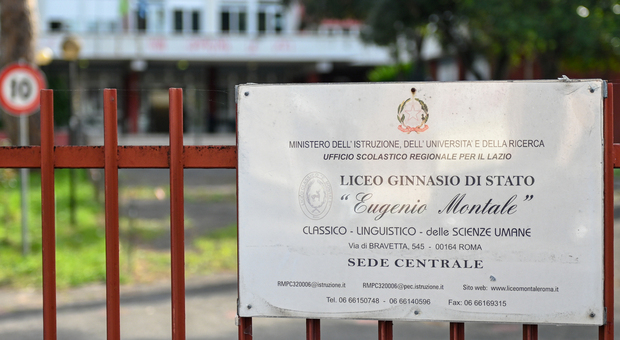 10
MINISTERO DELL'ISTRUZIONE, DELL'UNIVERSITA' E DELLA RICERCA
UFFICIO SCOLASTICO REGIONALE PER IL LAZIO
LICEO GINNASIO DI STATO
"Eugenio Montale"
CLASSICO - LINGUISTICO - delle SCIENZE UMANE
Via di BRAVETTA, 545 - 00164 ROMA
SEDE CENTRALE
RMPC320006@istruzione.it RMPC320006@pec.istruzione.it Sito web: www.liceomontaleroma.it
Tel. 06 66150748 - 06 66140596 Fax: 06 66169315